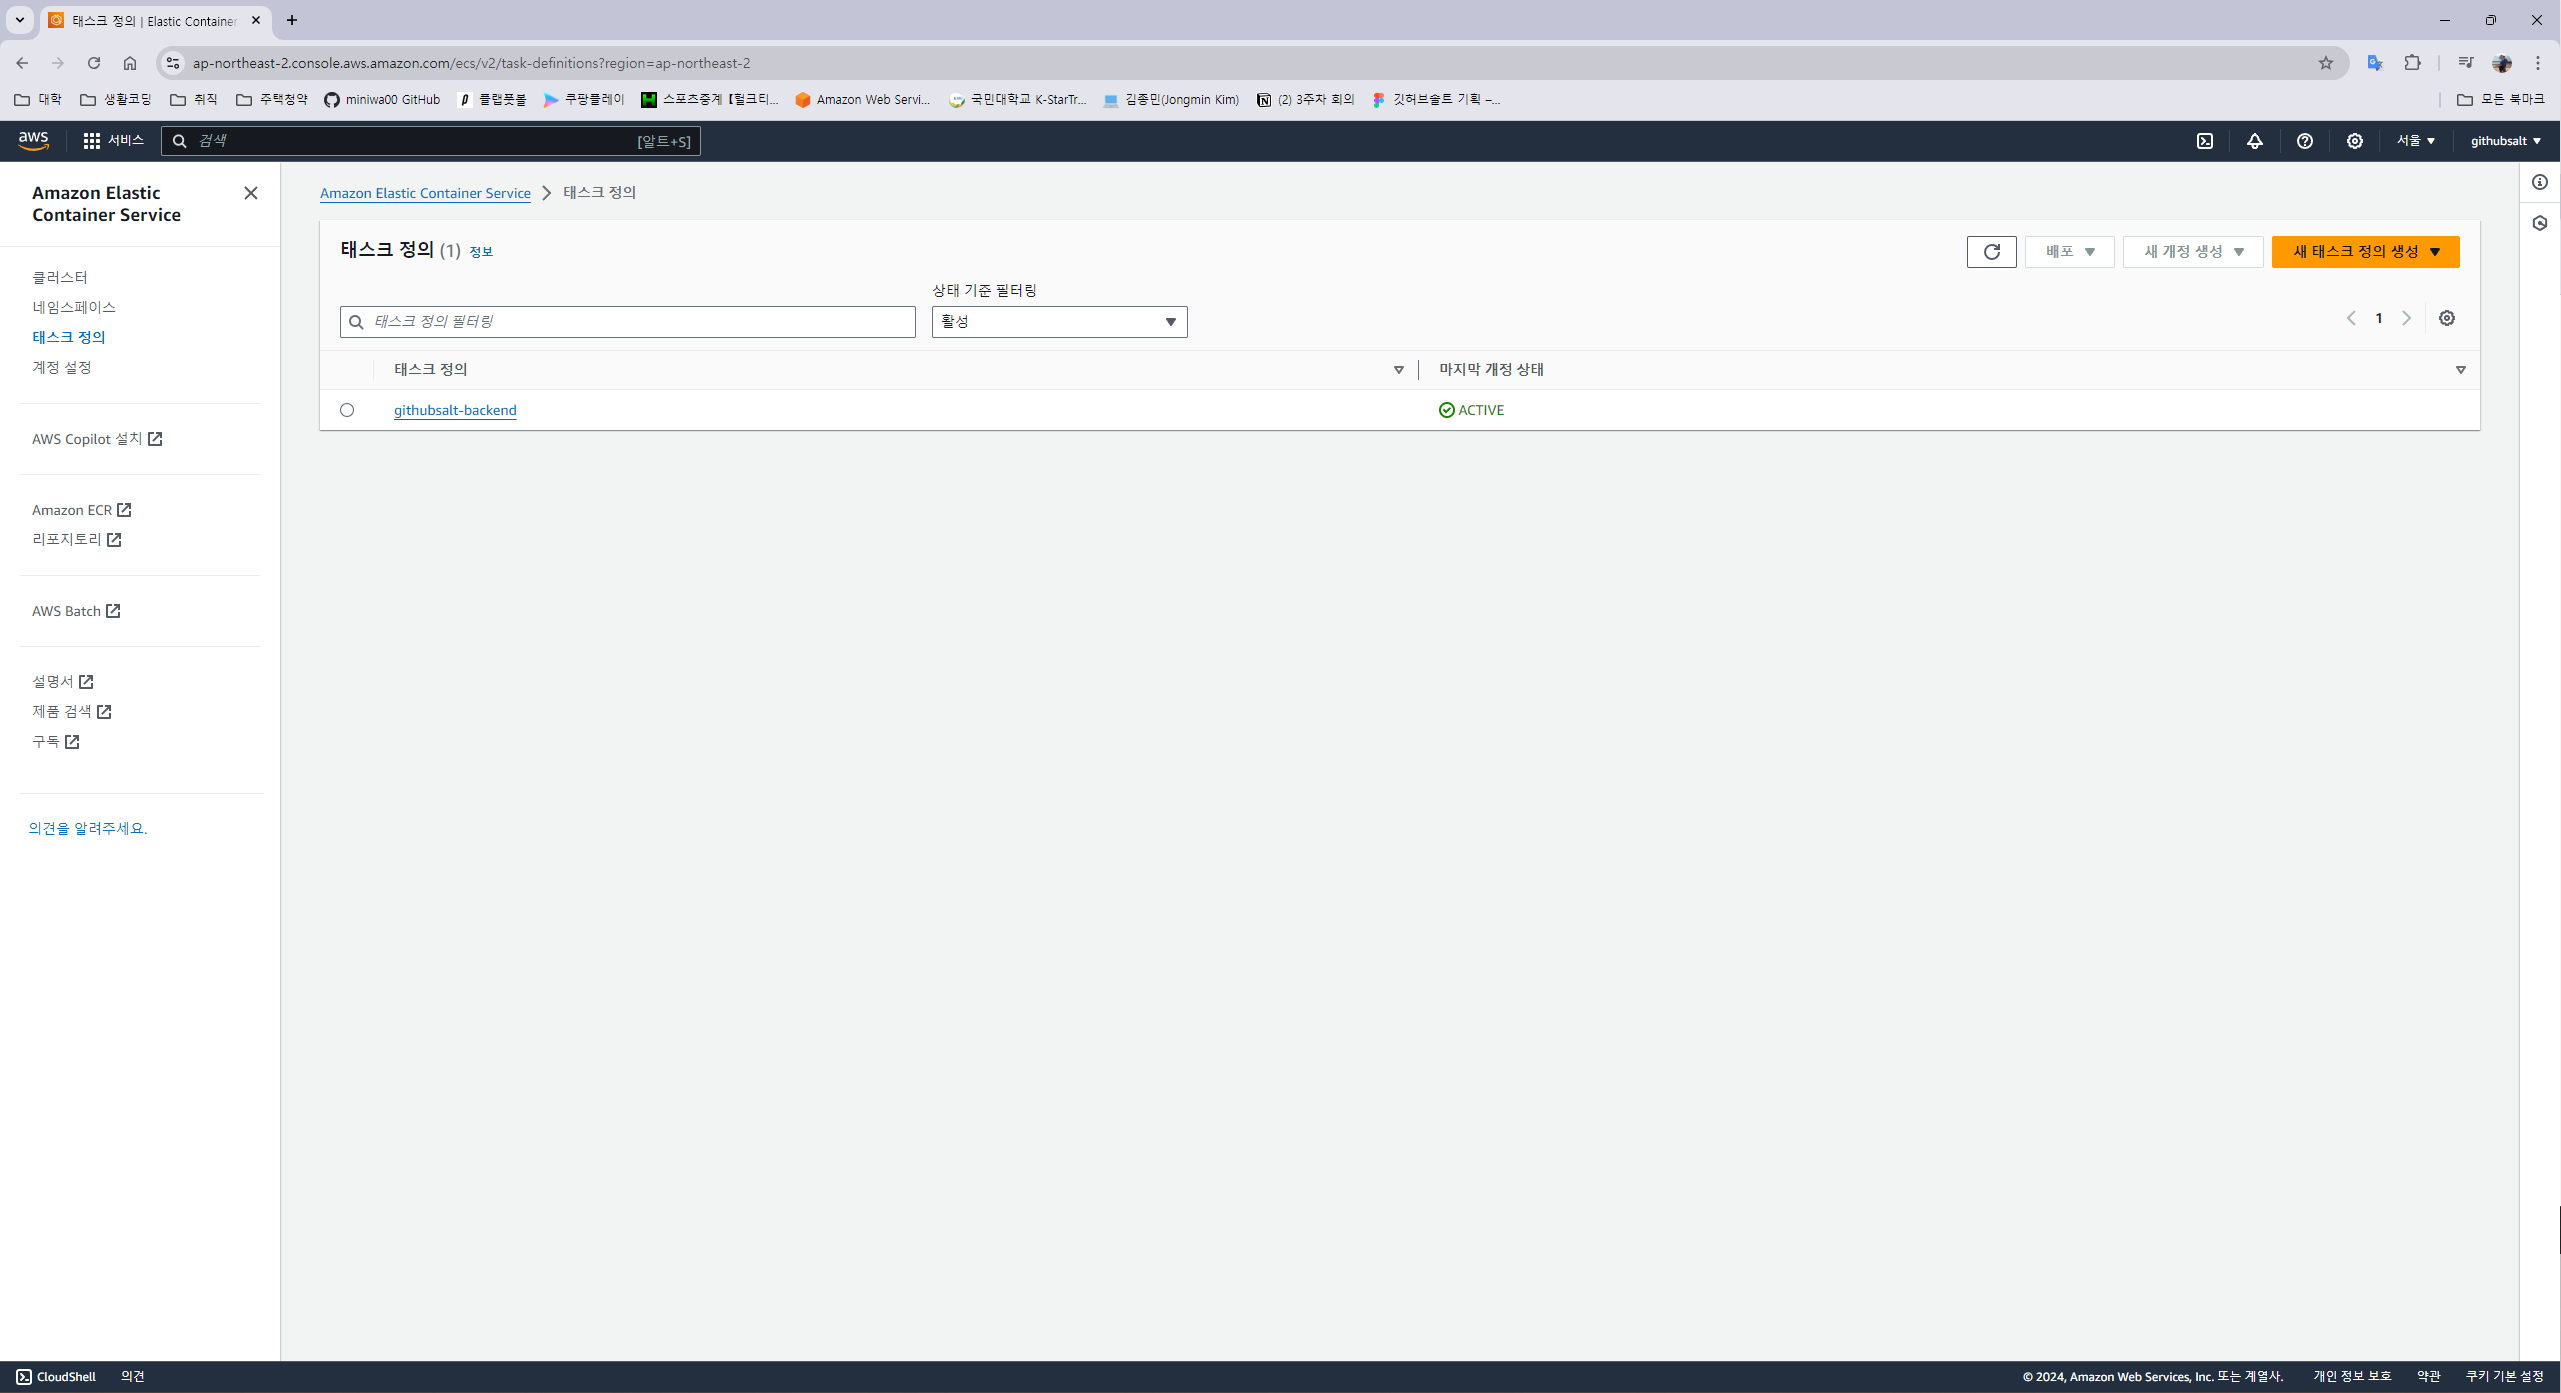 태스크 정의 | Elastic Container
ap-northeast-2.console.aws.amazon.com/ecs/v2/task-definitions?region=ap-northeast-2
대학 생활코딩 취직 주택청약 miniwa00 GitHub 플랩풋볼 쿠팡플레이 스포츠중계【헐크티... Amazon Web Servi... 국민대학교 K-StarTr... 김종민(Jongmin Kim) (2) 3주차 회의 깃허브솔트 기획 –... 모든 북마크
aws 서비스 검색 [알트+S] 서울 githubsalt
Amazon Elastic
Container Service
클러스터
네임스페이스
태스크 정의
계정 설정
AWS Copilot 설치
Amazon ECR
리포지토리
AWS Batch
설명서
제품 검색
구독
의견을 알려주세요.
Amazon Elastic Container Service 태스크 정의
태스크 정의 (1) 정보
배포 새 개정 생성 새 태스크 정의 생성
상태 기준 필터링
태스크 정의 필터링 활성 1
태스크 정의 마지막 개정 상태
githubsalt-backend ACTIVE
CloudShell 의견 © 2024, Amazon Web Services, Inc. 또는 계열사. 개인 정보 보호 약관 쿠키 기본 설정